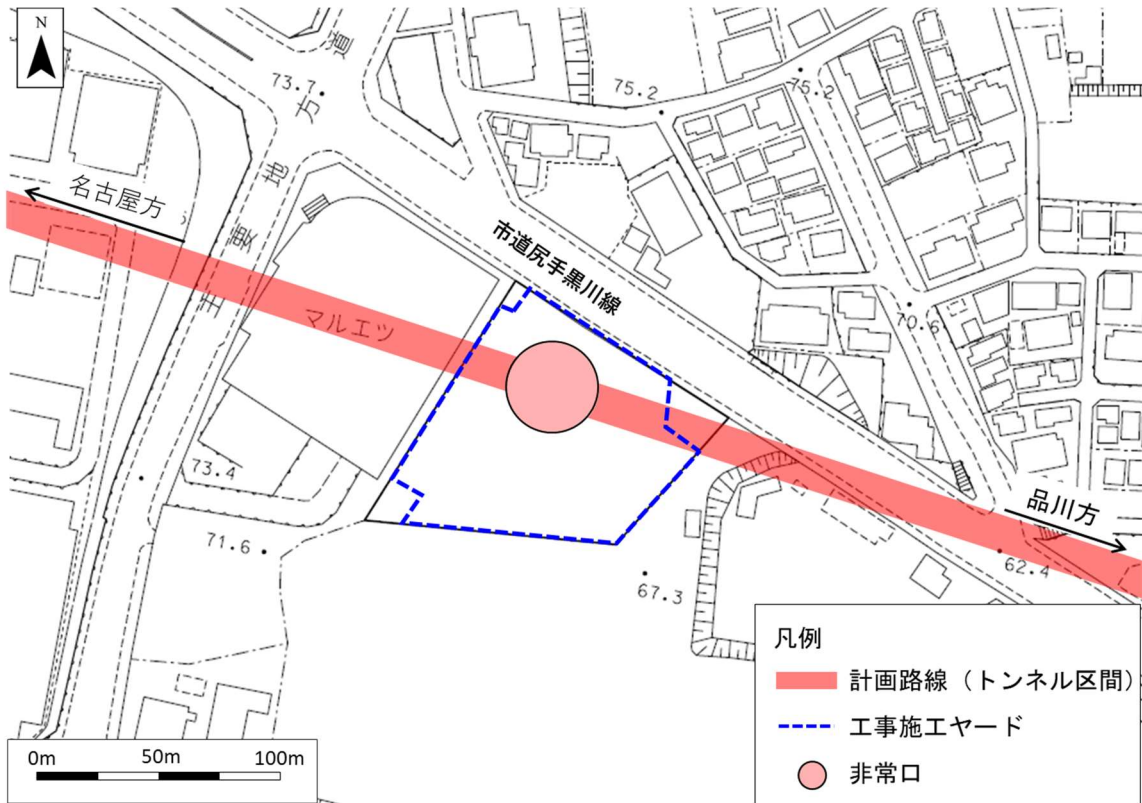 N
73.7
75.2
75.2
主要地方道
名古屋方
市道尻手黒川線
70.6
マルエツ
73.4
71.6
67.3
品川方
62.4
凡例
計画路線（トンネル区間）
工事施工ヤード
非常口
0m 50m 100m